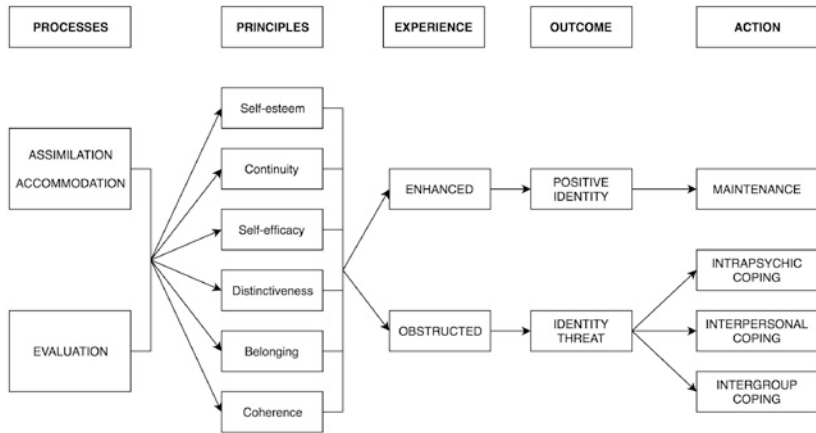 PROCESSES
PRINCIPLES
EXPERIENCE
OUTCOME
ACTION
ASSIMILATION
ACCOMMODATION
EVALUATION
Self-esteem
Continuity
Self-efficacy
Distinctiveness
Belonging
Coherence
ENHANCED
OBSTRUCTED
POSITIVE
IDENTITY
IDENTITY
THREAT
MAINTENANCE
INTRAPSYCHIC
COPING
INTERPERSONAL
COPING
INTERGROUP
COPING